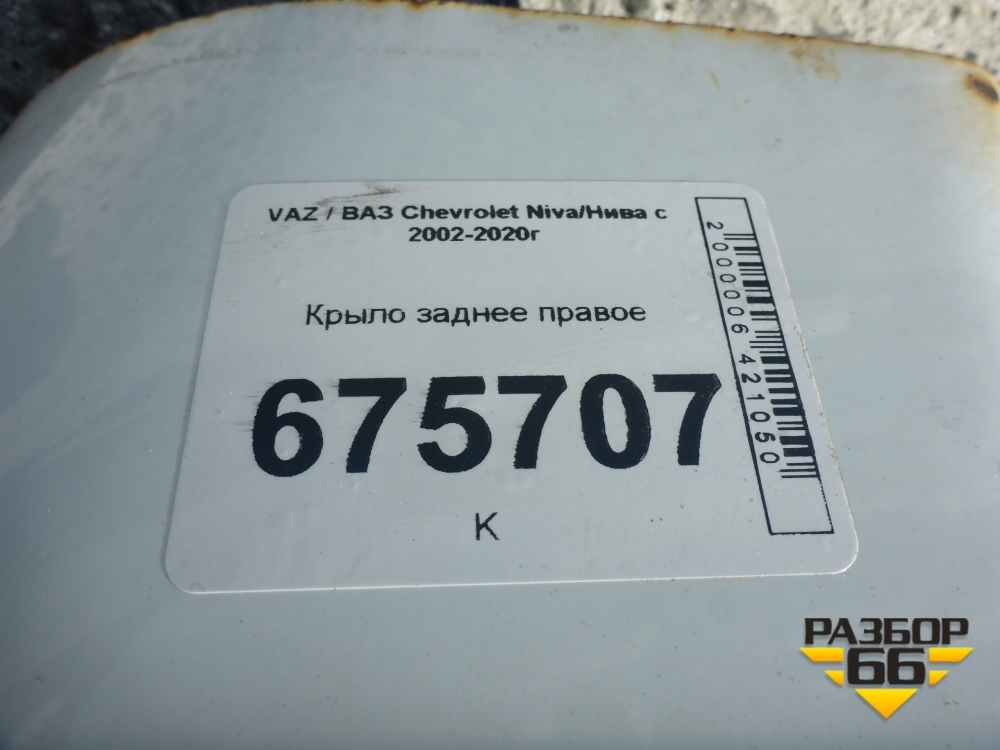 VAZ / ВАЗ Chevrolet Niva/Нива с
2002-2020г
Крыло заднее правое
675707
К
2000006421050
РАЗБОР
66